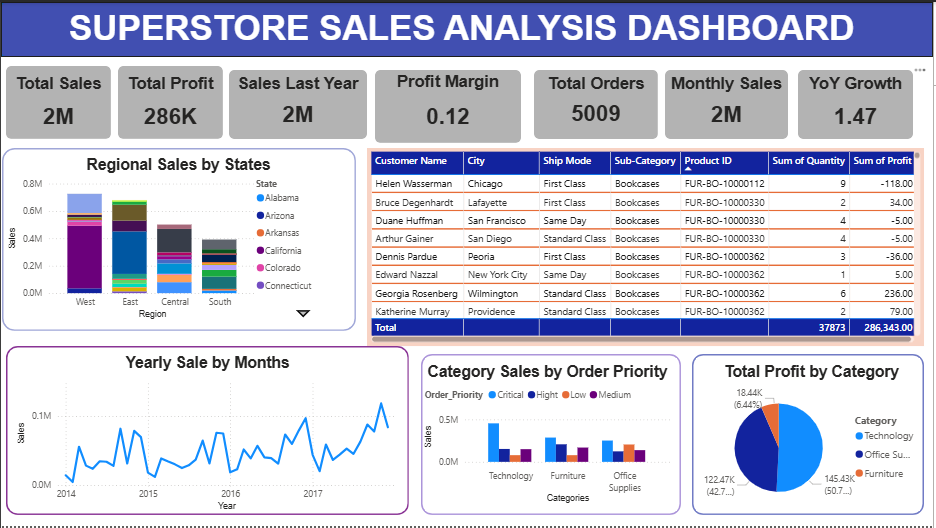 SUPERSTORE SALES ANALYSIS DASHBOARD
Total Sales
2M
Total Profit
286K
Sales Last Year
2M
Profit Margin
0.12
Total Orders
5009
Monthly Sales
2M
YoY Growth
1.47
Regional Sales by States
Sales
0.8M
0.6M
0.4M
0.2M
0.0M
West East Central South
Region
State
Alabama
Arizona
Arkansas
California
Colorado
Connecticut
Customer Name City Ship Mode Sub-Category Product ID Sum of Quantity Sum of Profit
Helen Wasserman Chicago First Class Bookcases FUR-BO-10000112 9 -118.00
Bruce Degenhardt Lafayette First Class Bookcases FUR-BO-10000330 2 34.00
Duane Huffman San Francisco Same Day Bookcases FUR-BO-10000330 4 -5.00
Arthur Gainer San Diego Standard Class Bookcases FUR-BO-10000330 4 -5.00
Dennis Pardue Peoria First Class Bookcases FUR-BO-10000362 3 -36.00
Edward Nazzal New York City Same Day Bookcases FUR-BO-10000362 1 5.00
Georgia Rosenberg Wilmington Standard Class Bookcases FUR-BO-10000362 6 236.00
Katherine Murray Providence Standard Class Bookcases FUR-BO-10000362 2 79.00
Total 37873 286,343.00
Yearly Sale by Months
Sales
0.1M
0.0M
2014 2015 2016 2017
Year
Category Sales by Order Priority
Order_Priority Critical Hight Low Medium
Sales
0.5M
0.0M
Technology Furniture Office
Supplies
Categories
Total Profit by Category
18.44K
(6.44%)
122.47K
(42.7...)
145.43K
(50.7...)
Category
Technology
Office Su...
Furniture